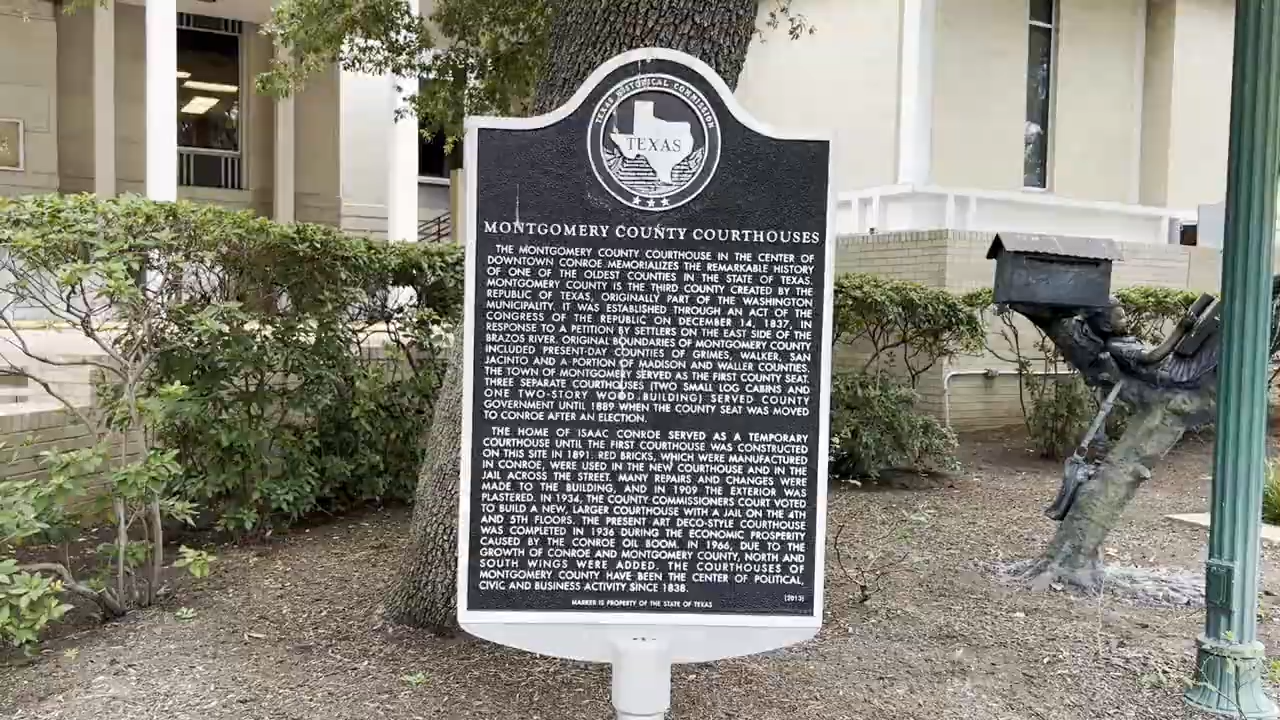 TEXAS HISTORICAL COMMISSION
TEXAS
MONTGOMERY COUNTY COURTHOUSES
THE MONTGOMERY COUNTY COURTHOUSE IN THE CENTER OF
DOWNTOWN CONROE MEMORIALIZES THE REMARKABLE HISTORY
OF ONE OF THE OLDEST COUNTIES IN THE STATE OF TEXAS.
MONTGOMERY COUNTY IS THE THIRD COUNTY CREATED BY THE
REPUBLIC OF TEXAS, ORIGINALLY PART OF THE WASHINGTON
MUNICIPALITY. IT WAS ESTABLISHED THROUGH AN ACT OF THE
CONGRESS OF THE REPUBLIC ON DECEMBER 14, 1837, IN
RESPONSE TO A PETITION BY SETTLERS ON THE EAST SIDE OF THE
BRAZOS RIVER. ORIGINAL BOUNDARIES OF MONTGOMERY COUNTY
INCLUDED PRESENT-DAY COUNTIES OF GRIMES, WALKER, SAN
JACINTO AND A PORTION OF MADISON AND WALLER COUNTIES.
THE TOWN OF MONTGOMERY SERVED AS THE FIRST COUNTY SEAT.
THREE SEPARATE COURTHOUSES (TWO SMALL LOG CABINS AND
ONE TWO-STORY WOOD BUILDING) SERVED COUNTY
GOVERNMENT UNTIL 1889 WHEN THE COUNTY SEAT WAS MOVED
TO CONROE AFTER AN ELECTION.
THE HOME OF ISAAC CONROE SERVED AS A TEMPORARY
COURTHOUSE UNTIL THE FIRST COURTHOUSE WAS CONSTRUCTED
ON THIS SITE IN 1891. RED BRICKS, WHICH WERE MANUFACTURED
IN CONROE, WERE USED IN THE NEW COURTHOUSE AND IN THE
JAIL ACROSS THE STREET. MANY REPAIRS AND CHANGES WERE
MADE TO THE BUILDING, AND IN 1909 THE EXTERIOR WAS
PLASTERED. IN 1934, THE COUNTY COMMISSIONERS COURT VOTED
TO BUILD A NEW, LARGER COURTHOUSE WITH A JAIL ON THE 4TH
AND 5TH FLOORS. THE PRESENT ART DECO-STYLE COURTHOUSE
WAS COMPLETED IN 1936 DURING THE ECONOMIC PROSPERITY
CAUSED BY THE CONROE OIL BOOM. IN 1966, DUE TO THE
GROWTH OF CONROE AND MONTGOMERY COUNTY, NORTH AND
SOUTH WINGS WERE ADDED. THE COURTHOUSES OF
MONTGOMERY COUNTY HAVE BEEN THE CENTER OF POLITICAL,
CIVIC AND BUSINESS ACTIVITY SINCE 1838.
(2013)
MARKER IS PROPERTY OF THE STATE OF TEXAS